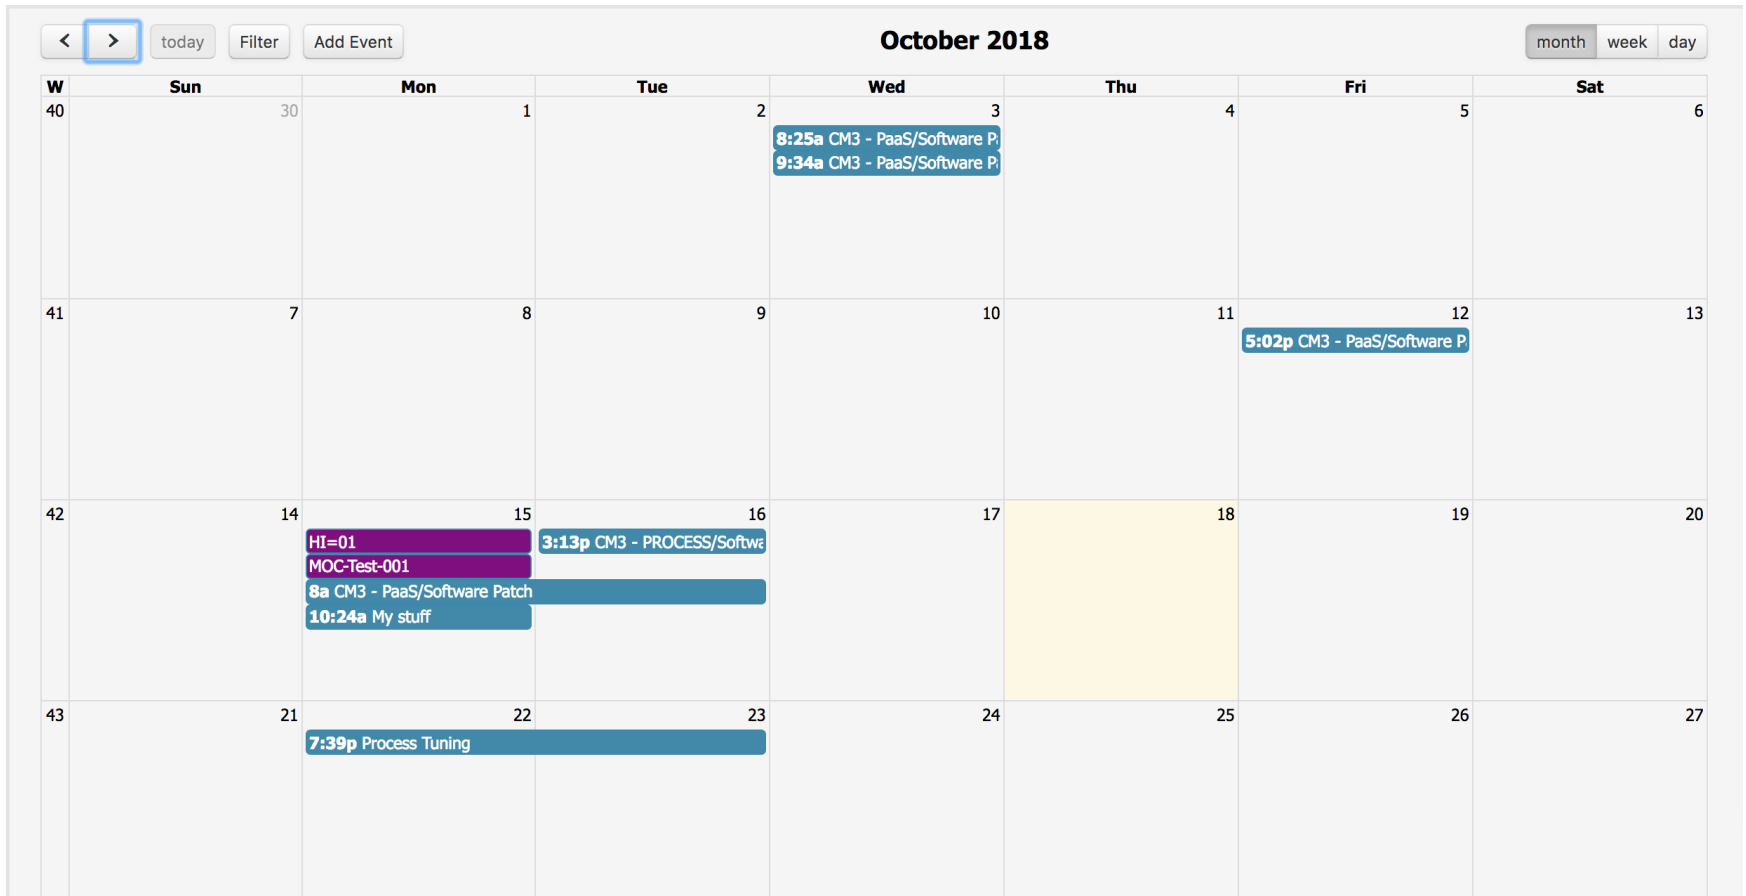 < > today Filter Add Event October 2018 month week day
W Sun Mon Tue Wed Thu Fri Sat
40 30 1 2 3 4 5 6
8:25a CM3 - PaaS/Software P
9:34a CM3 - PaaS/Software P
41 7 8 9 10 11 12 13
5:02p CM3 - PaaS/Software P
42 14 15 16 17 18 19 20
HI=01 3:13p CM3 - PROCESS/Softwa
MOC-Test-001
8a CM3 - PaaS/Software Patch
10:24a My stuff
43 21 22 23 24 25 26 27
7:39p Process Tuning